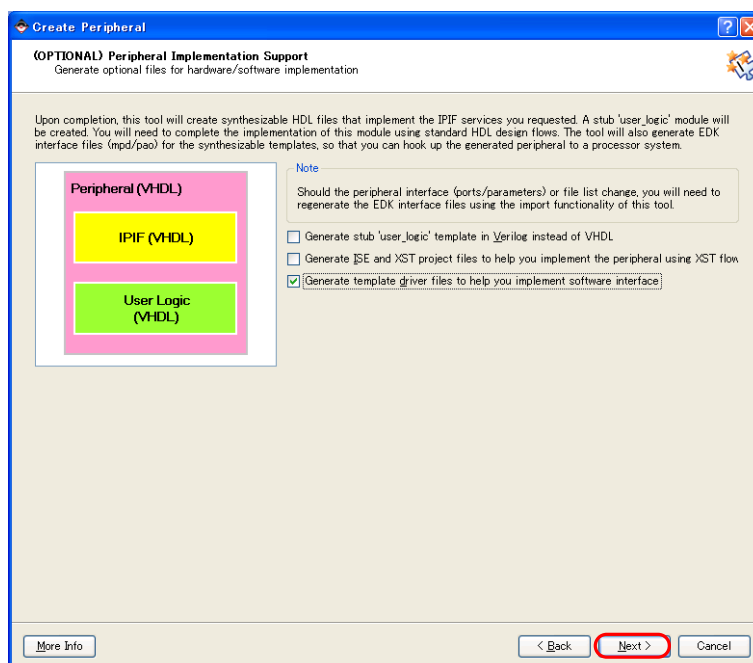 Create Peripheral
(OPTIONAL) Peripheral Implementation Support
Generate optional files for hardware/software implementation
Upon completion, this tool will create synthesizable HDL files that implement the IPIF services you requested. A stub 'user_logic' module will
be created. You will need to complete the implementation of this module using standard HDL design flows. The tool will also generate EDK
interface files (mpd/pao) for the synthesizable templates, so that you can hook up the generated peripheral to a processor system.
Peripheral (VHDL)
IPIF (VHDL)
User Logic
(VHDL)
Note
Should the peripheral interface (ports/parameters) or file list change, you will need to
regenerate the EDK interface files using the import functionality of this tool.
Generate stub 'user_logic' template in Verilog instead of VHDL
Generate ISE and XST project files to help you implement the peripheral using XST flow
Generate template driver files to help you implement software interface
More Info
< Back
Next >
Cancel